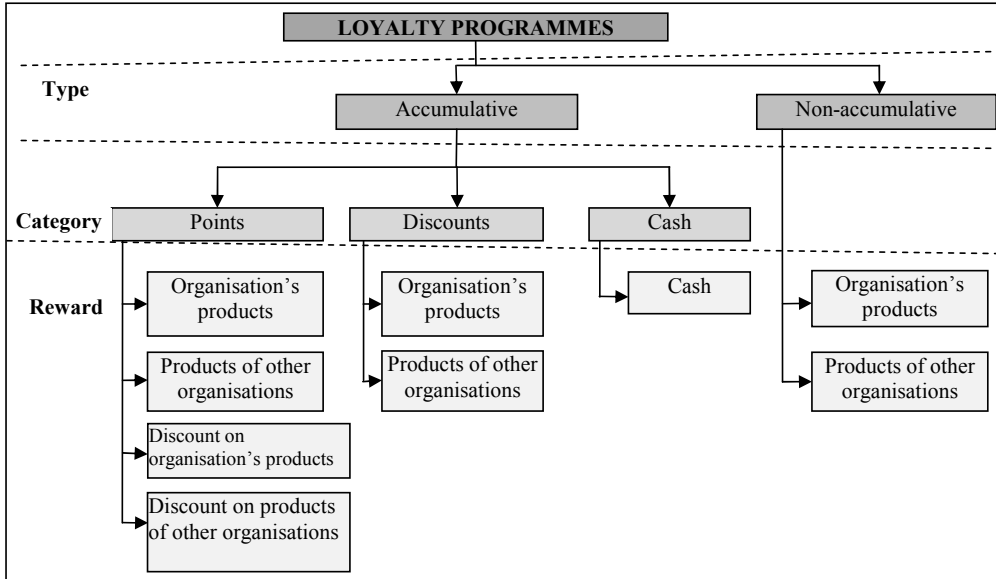 LOYALTY PROGRAMMES
Type
Accumulative
Non-accumulative
Category
Points
Discounts
Cash
Reward
Organisation's
products
Products of other
organisations
Discount on
organisation's products
Discount on products
of other organisations
Organisation's
products
Products of other
organisations
Cash
Organisation's
products
Products of other
organisations